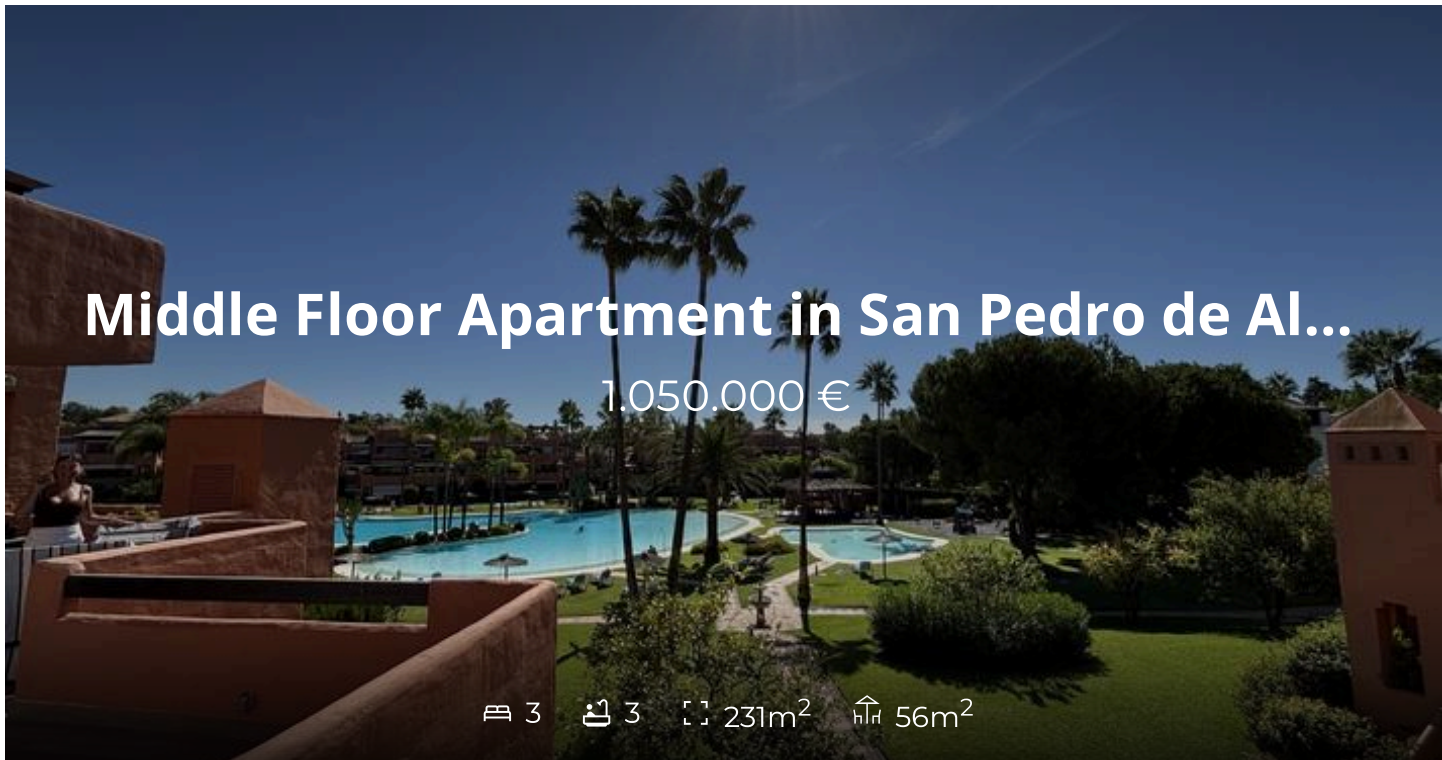 Middle Floor Apartment in San Pedro de Al...
1.050.000 €
3 3 231m² 56m²